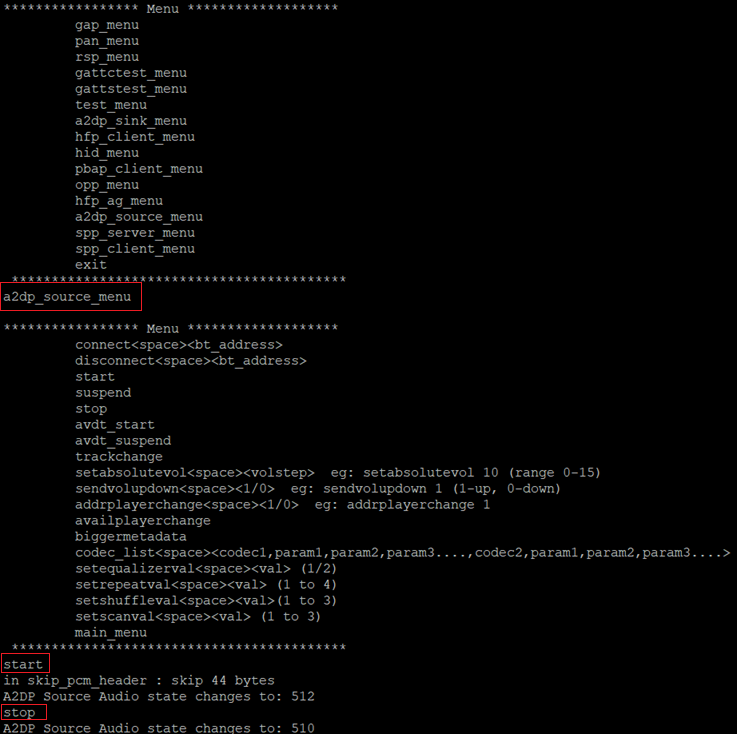 ***************** Menu *******************
gap_menu
pan_menu
rsp_menu
gattctest_menu
gattstest_menu
test_menu
a2dp_sink_menu
hfp_client_menu
hid_menu
pbap_client_menu
opp_menu
hfp_ag_menu
a2dp_source_menu
spp_server_menu
spp_client_menu
exit
******************************************
a2dp_source_menu
***************** Menu *******************
connect<space><bt_address>
disconnect<space><bt_address>
start
suspend
stop
avdt_start
avdt_suspend
trackchange
setabsolutevol<space><volstep>  eg: setabsolutevol 10 (range 0-15)
sendvolupdown<space><1/0>  eg: sendvolupdown 1 (1-up, 0-down)
addrplayerchange<space><1/0>  eg: addrplayerchange 1
availplayerchange
biggermetadata
codec_list<space><codec1,param1,param2,param3....,codec2,param1,param2,param3....>
setequalizerval<space><val> (1/2)
setrepeatval<space><val> (1 to 4)
setshuffleval<space><val>(1 to 3)
setscanval<space><val> (1 to 3)
main_menu
******************************************
start
in skip_pcm_header : skip 44 bytes
A2DP Source Audio state changes to: 512
stop
A2DP Source Audio state changes to: 510